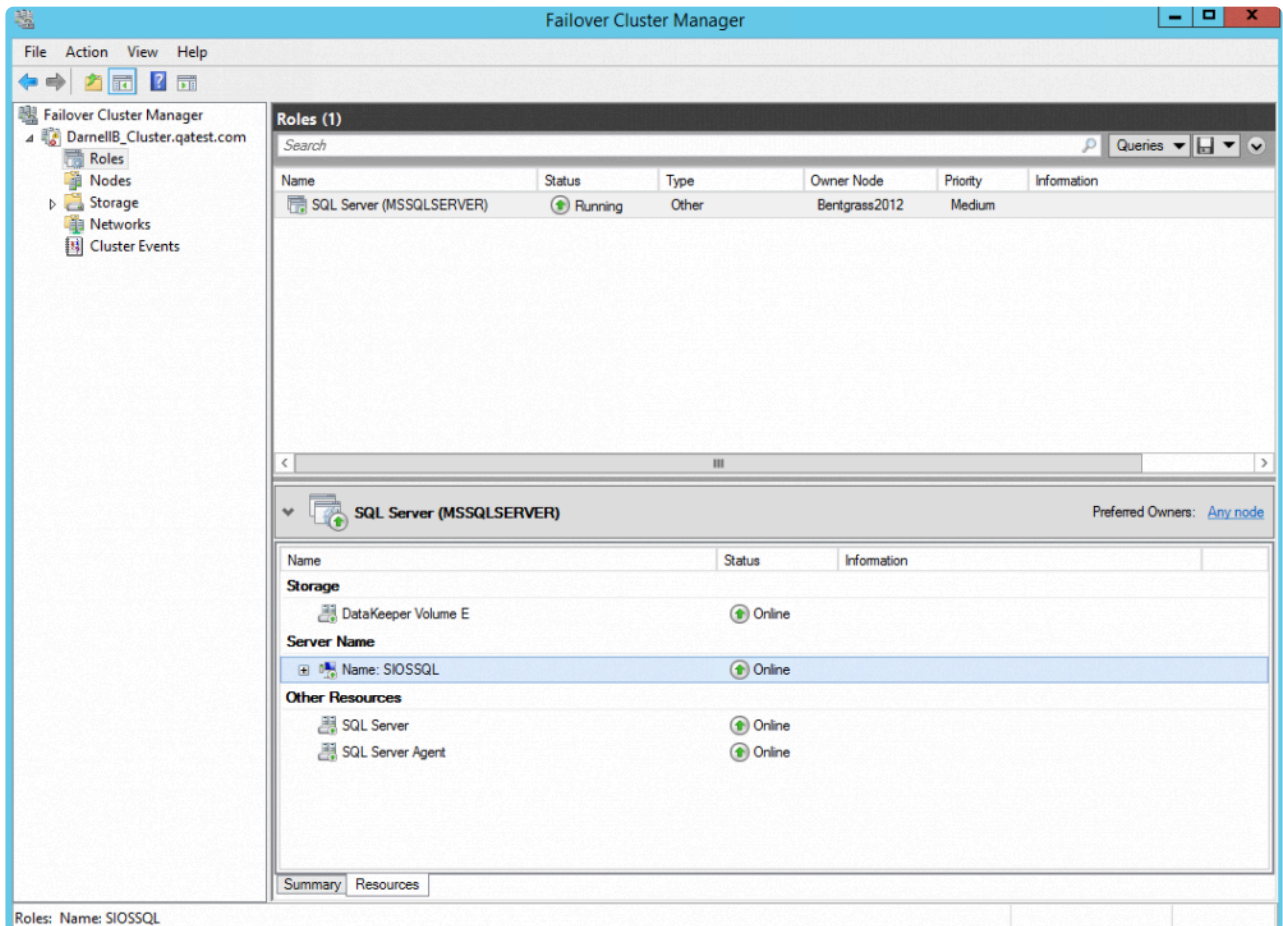 Failover Cluster Manager
File Action View Help
Failover Cluster Manager
DarnellB_Cluster.qatest.com
Roles
Nodes
Storage
Networks
Cluster Events
Roles (1)
Search
Queries
Name Status Type Owner Node Priority Information
SQL Server (MSSQLSERVER) Running Other Bentgrass2012 Medium
SQL Server (MSSQLSERVER) Preferred Owners: Any node
Name Status Information
Storage
DataKeeper Volume E Online
Server Name
Name: SIOSSQL Online
Other Resources
SQL Server Online
SQL Server Agent Online
Summary Resources
Roles: Name: SIOSSQL